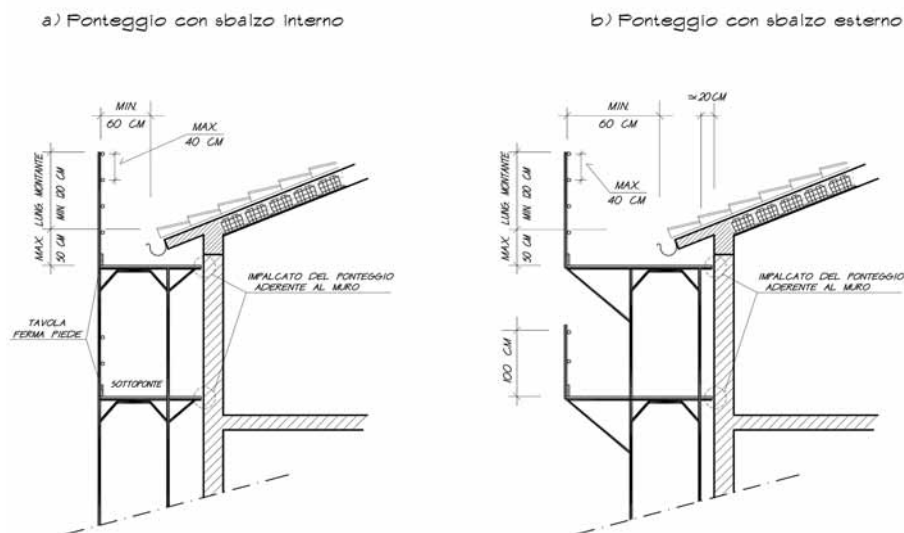 a) Ponteggio con sbalzo interno
MIN.
60 CM
MAX.
40 CM
LUNG. MONTANTE
MIN 120 CM
MAX.
50 CM
IMPALCATO DEL PONTEGGIO
ADERENTE AL MURO
TAVOLA
FERMA PIEDE
SOTTOPONTE
b) Ponteggio con sbalzo esterno
MIN.
60 CM
≃20 CM
MAX.
40 CM
LUNG. MONTANTE
MIN 120 CM
MAX.
50 CM
IMPALCATO DEL PONTEGGIO
ADERENTE AL MURO
100 CM